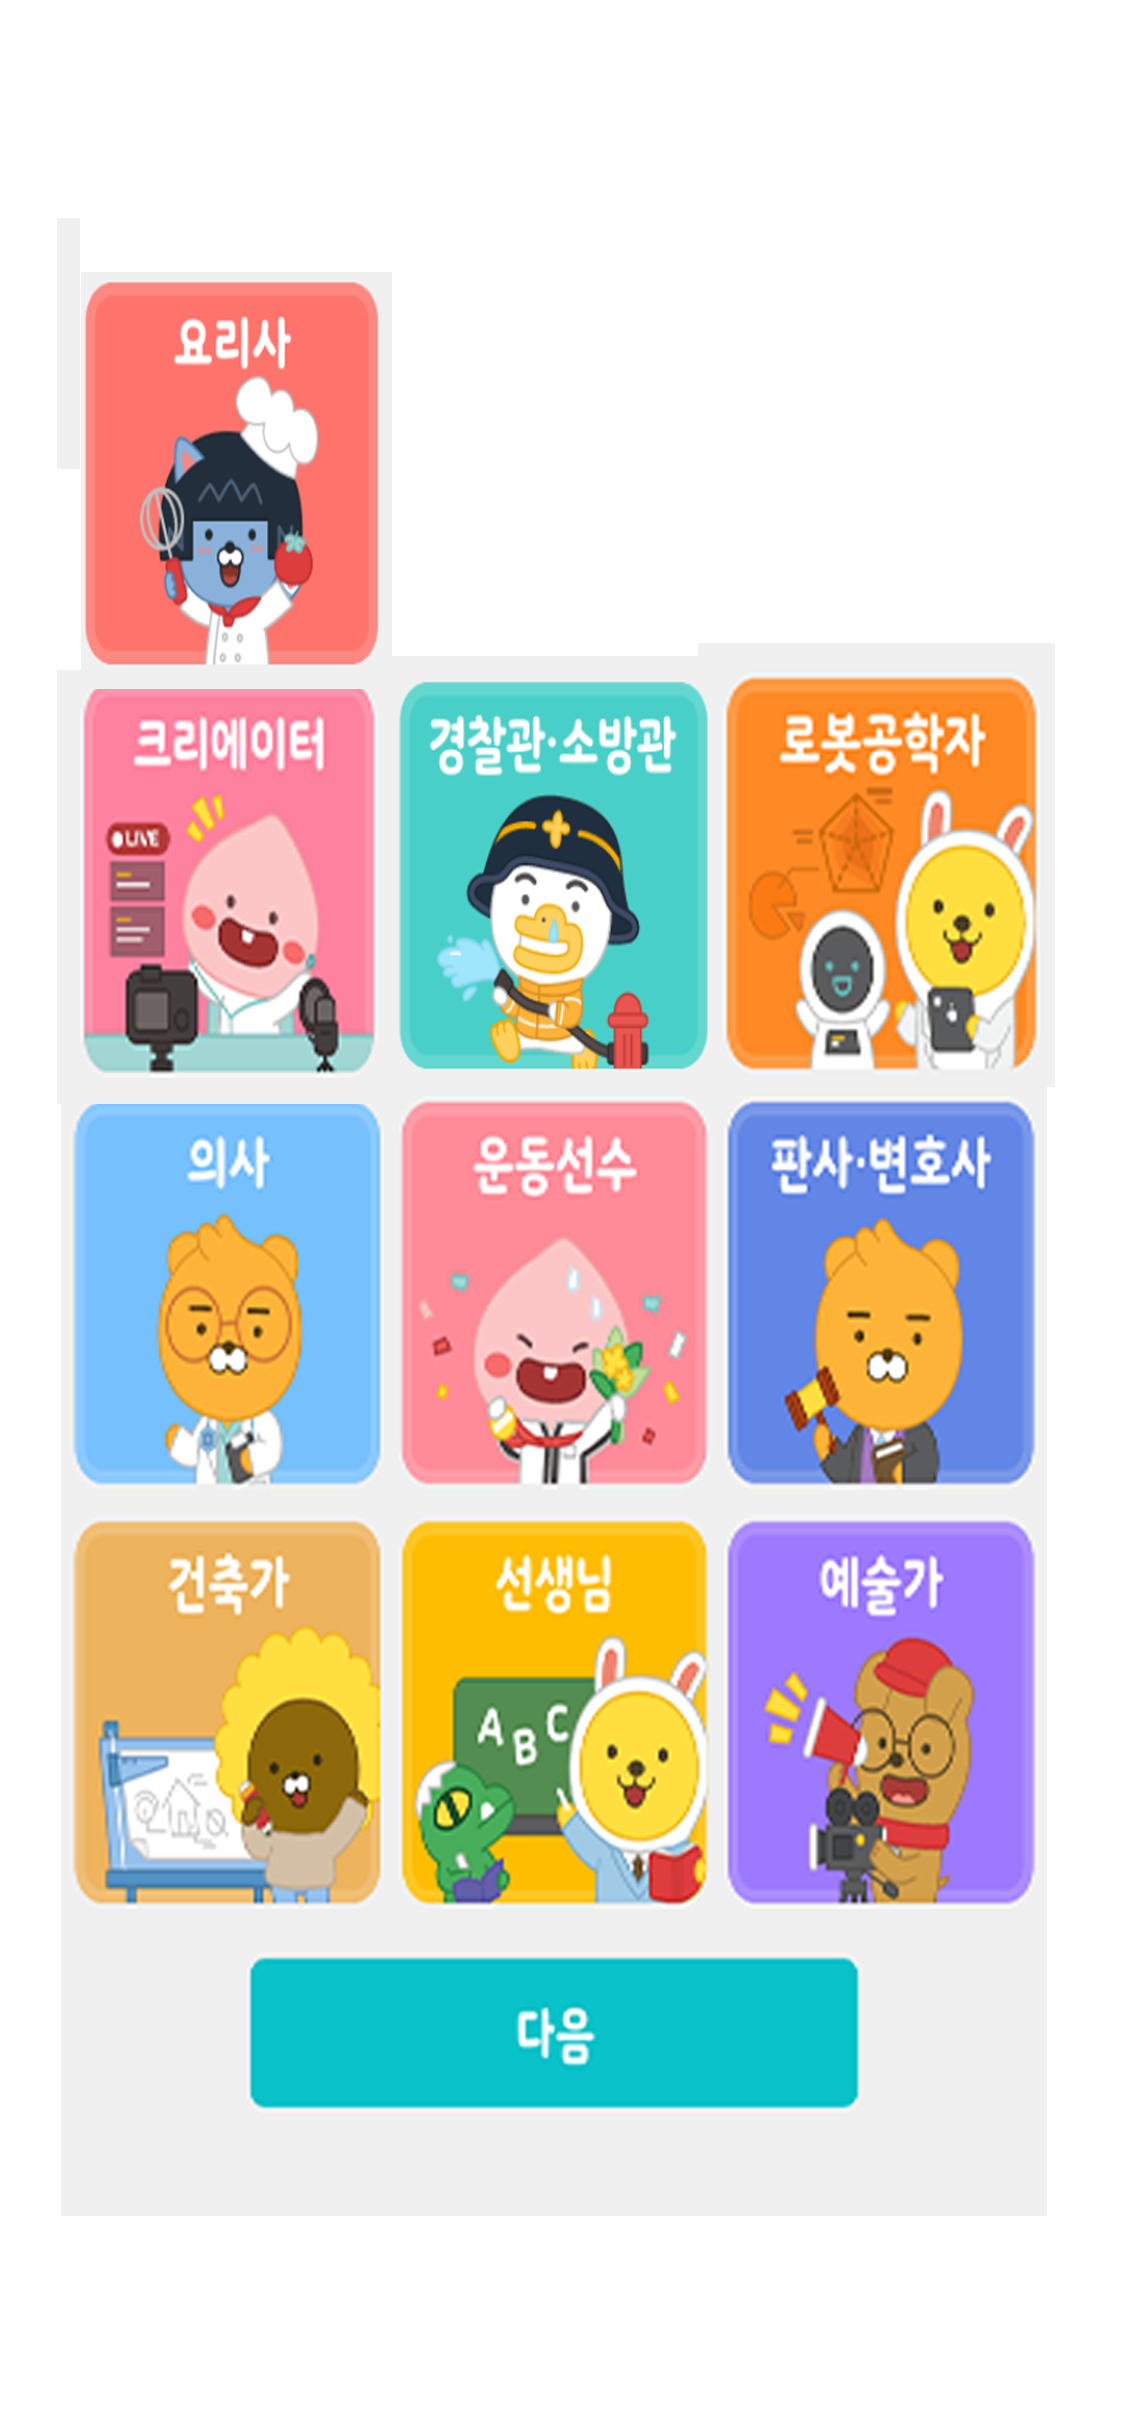 요리사
크리에이터
LIVE
경찰관·소방관
로봇공학자
의사
운동선수
판사·변호사
건축가
선생님
A B C
예술가
다음